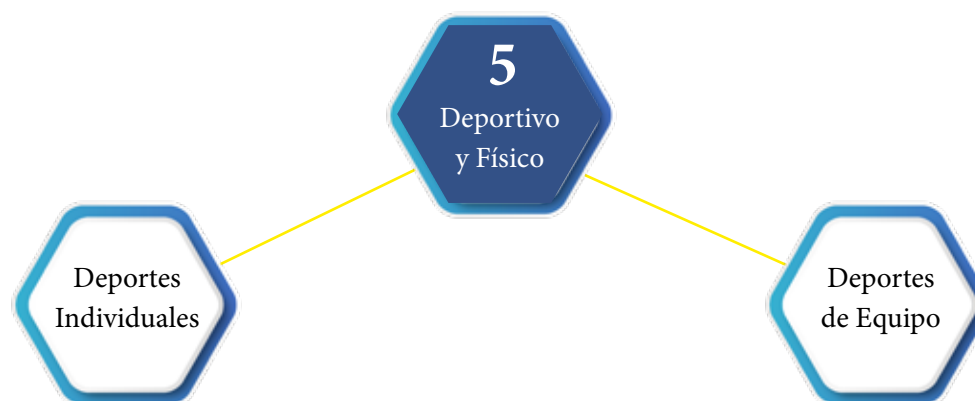 5
Deportivo
y Físico
Deportes
Individuales
Deportes
de Equipo